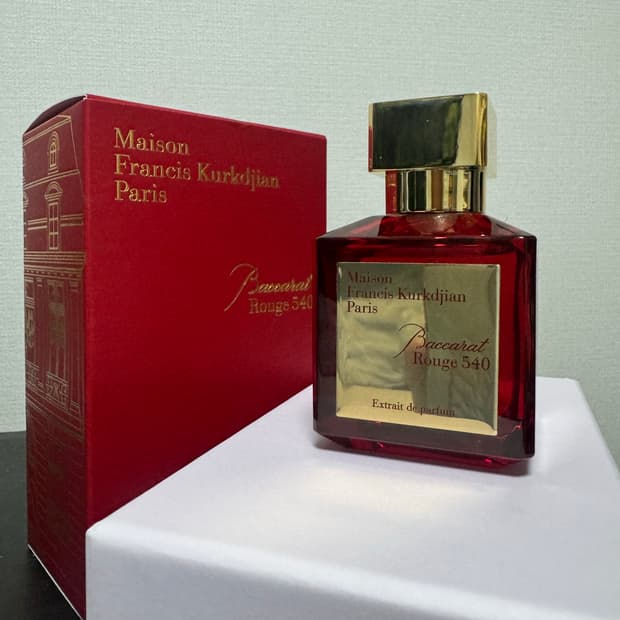 Maison
Francis Kurkdjian
Paris
Baccarat
Rouge 540
Maison
Francis Kurkdjian
Paris
Baccarat
Rouge 540
Extrait de parfum